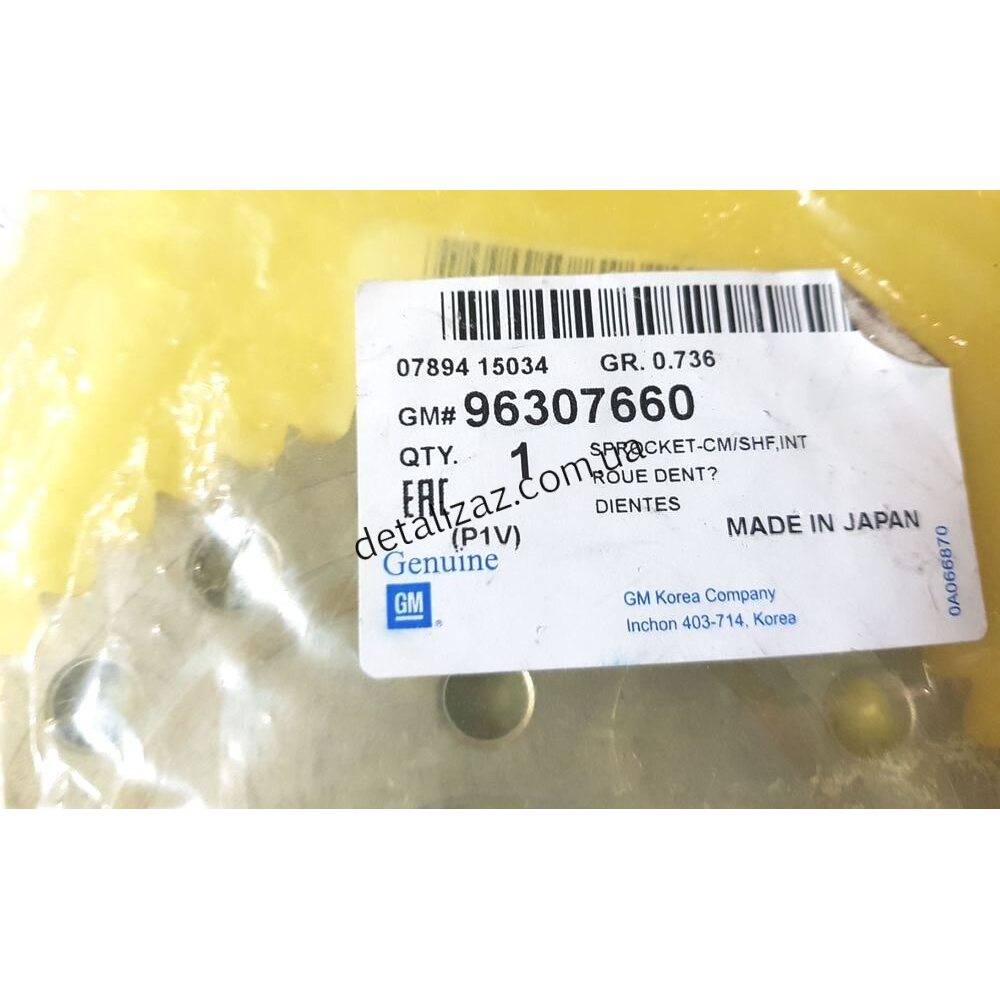 07894 15034 GR. 0.736
GM# 96307660
QTY. 1 SPROCKET-CM/SHF,INT
ROUE DENT?
EAC DIENTES
(P1V) MADE IN JAPAN
Genuine
GM
GM Korea Company
Inchon 403-714, Korea
0A066870
detalizaz.com.ua